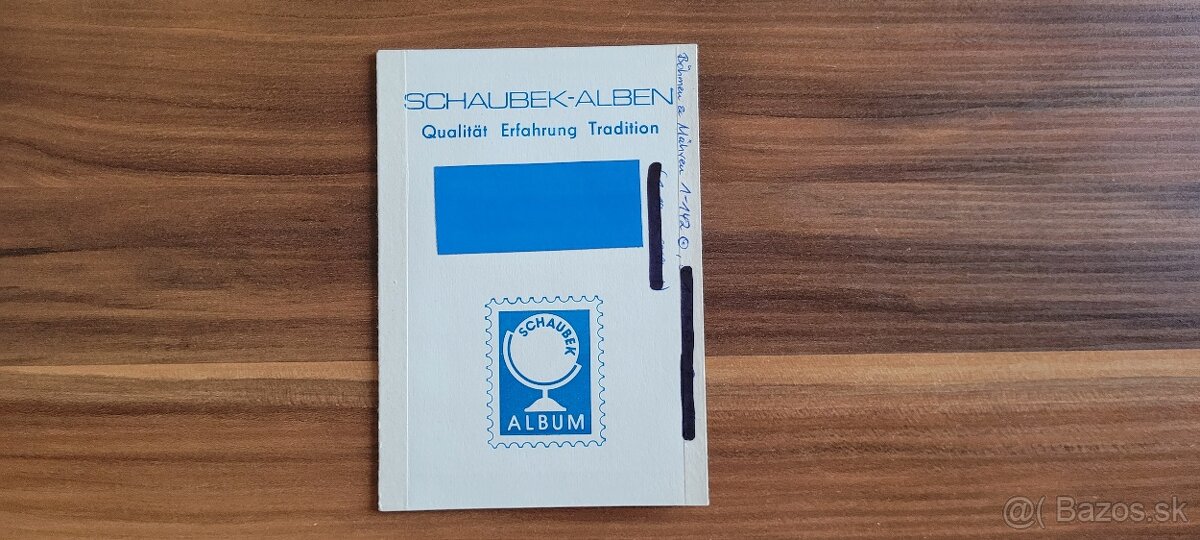 SCHAUBEK-ALBEN
Qualität Erfahrung Tradition
SCHAUBEK
ALBUM
Böhmen & Mähren 1-142
@( Bazos.sk